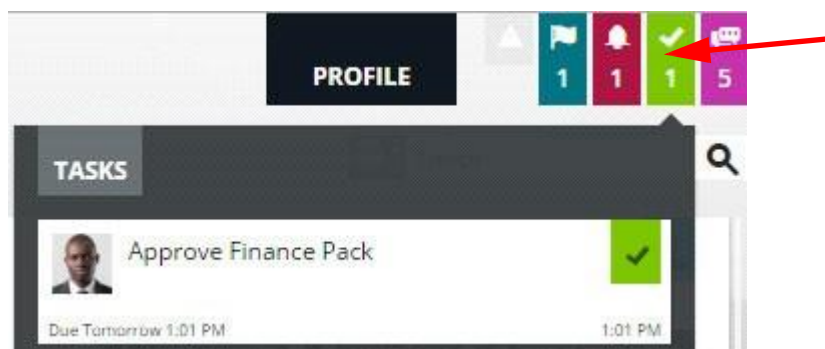 PROFILE
1 1 1 5
TASKS
Approve Finance Pack
Due Tomorrow 1:01 PM 1:01 PM